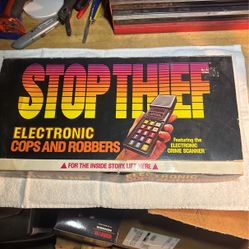 STOP THIEF
ELECTRONIC
COPS AND ROBBERS
featuring the
ELECTRONIC
CRIME SCANNER
▲ FOR THE INSIDE STORY, LIFT HERE ▲